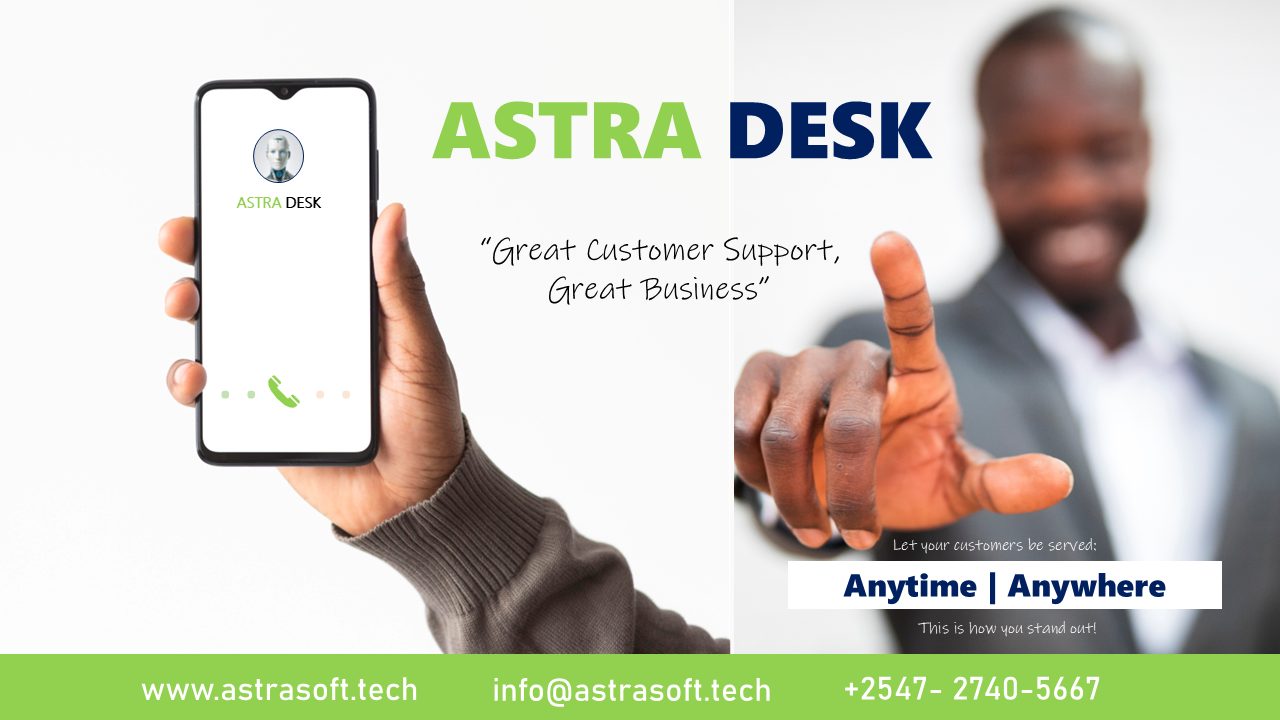 ASTRA DESK
ASTRA DESK
“Great Customer Support,
Great Business”
Let your customers be served:
Anytime | Anywhere
This is how you stand out!
www.astrasoft.tech
info@astrasoft.tech
+2547- 2740-5667